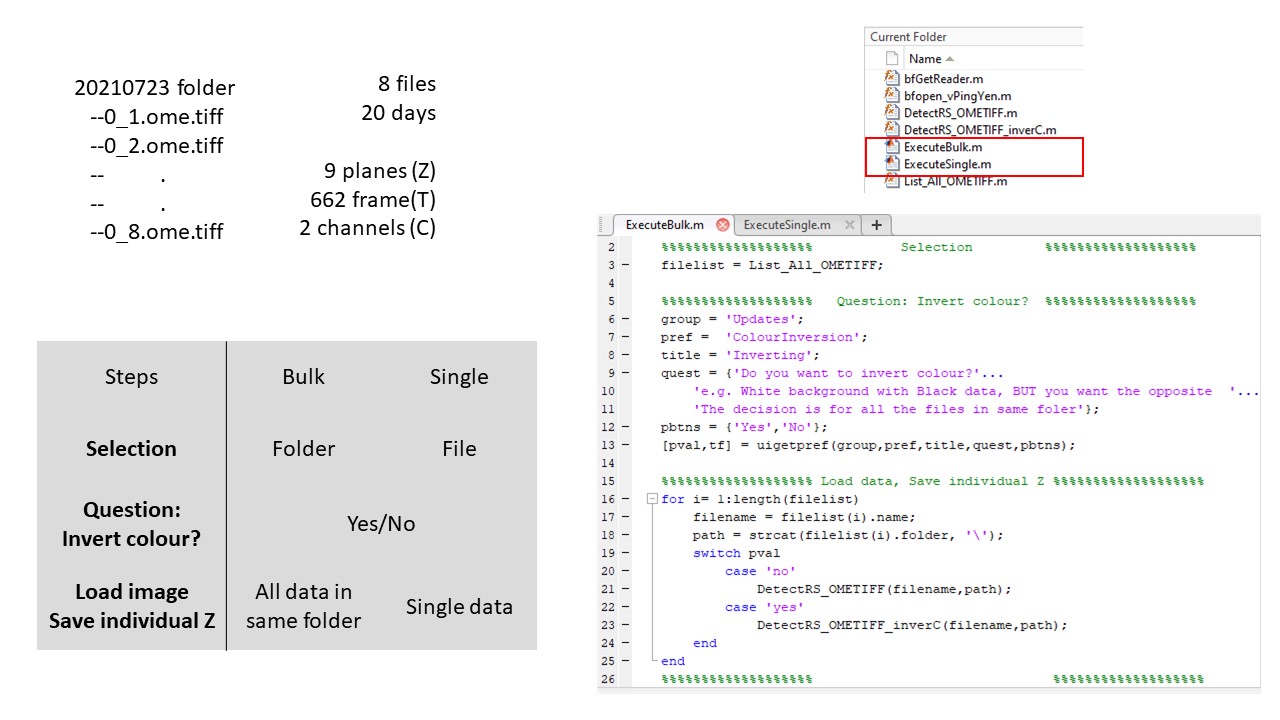 20210723 folder
--0_1.ome.tiff
--0_2.ome.tiff
-- .
-- .
--0_8.ome.tiff
8 files
20 days
9 planes (Z)
662 frame(T)
2 channels (C)
Steps Bulk Single
Selection Folder File
Question:
Invert colour?
Yes/No
Load image
Save individual Z
All data in
same folder
Single data
Current Folder
Name
bfGetReader.m
bfopen_vPingYen.m
DetectRS_OMETIFF.m
DetectRS_OMETIFF_inverC.m
ExecuteBulk.m
ExecuteSingle.m
List_All_OMETIFF.m
ExecuteBulk.m ExecuteSingle.m +
2 %%%%%%%%%%%%%%%%%%% Selection %%%%%%%%%%%%%%%%%%%
3 – filelist = List_All_OMETIFF;
4
5 %%%%%%%%%%%%%%%%%%% Question: Invert colour? %%%%%%%%%%%%%%%%%%%
6 – group = 'Updates';
7 – pref = 'ColourInversion';
8 – title = 'Inverting';
9 – quest = {'Do you want to invert colour?'...
10 'e.g. White background with Black data, BUT you want the opposite '...
11 'The decision is for all the files in same foler'};
12 – pbtns = {'Yes','No'};
13 – [pval,tf] = uigetpref(group,pref,title,quest,pbtns);
14
15 %%%%%%%%%%%%%%%%%%% Load data, Save individual Z %%%%%%%%%%%%%%%%%%%
16 – for i= 1:length(filelist)
17 – filename = filelist(i).name;
18 – path = strcat(filelist(i).folder, '\');
19 – switch pval
20 – case 'no'
21 – DetectRS_OMETIFF(filename,path);
22 – case 'yes'
23 – DetectRS_OMETIFF_inverC(filename,path);
24 – end
25 – end
26 %%%%%%%%%%%%%%%%%%% %%%%%%%%%%%%%%%%%%%